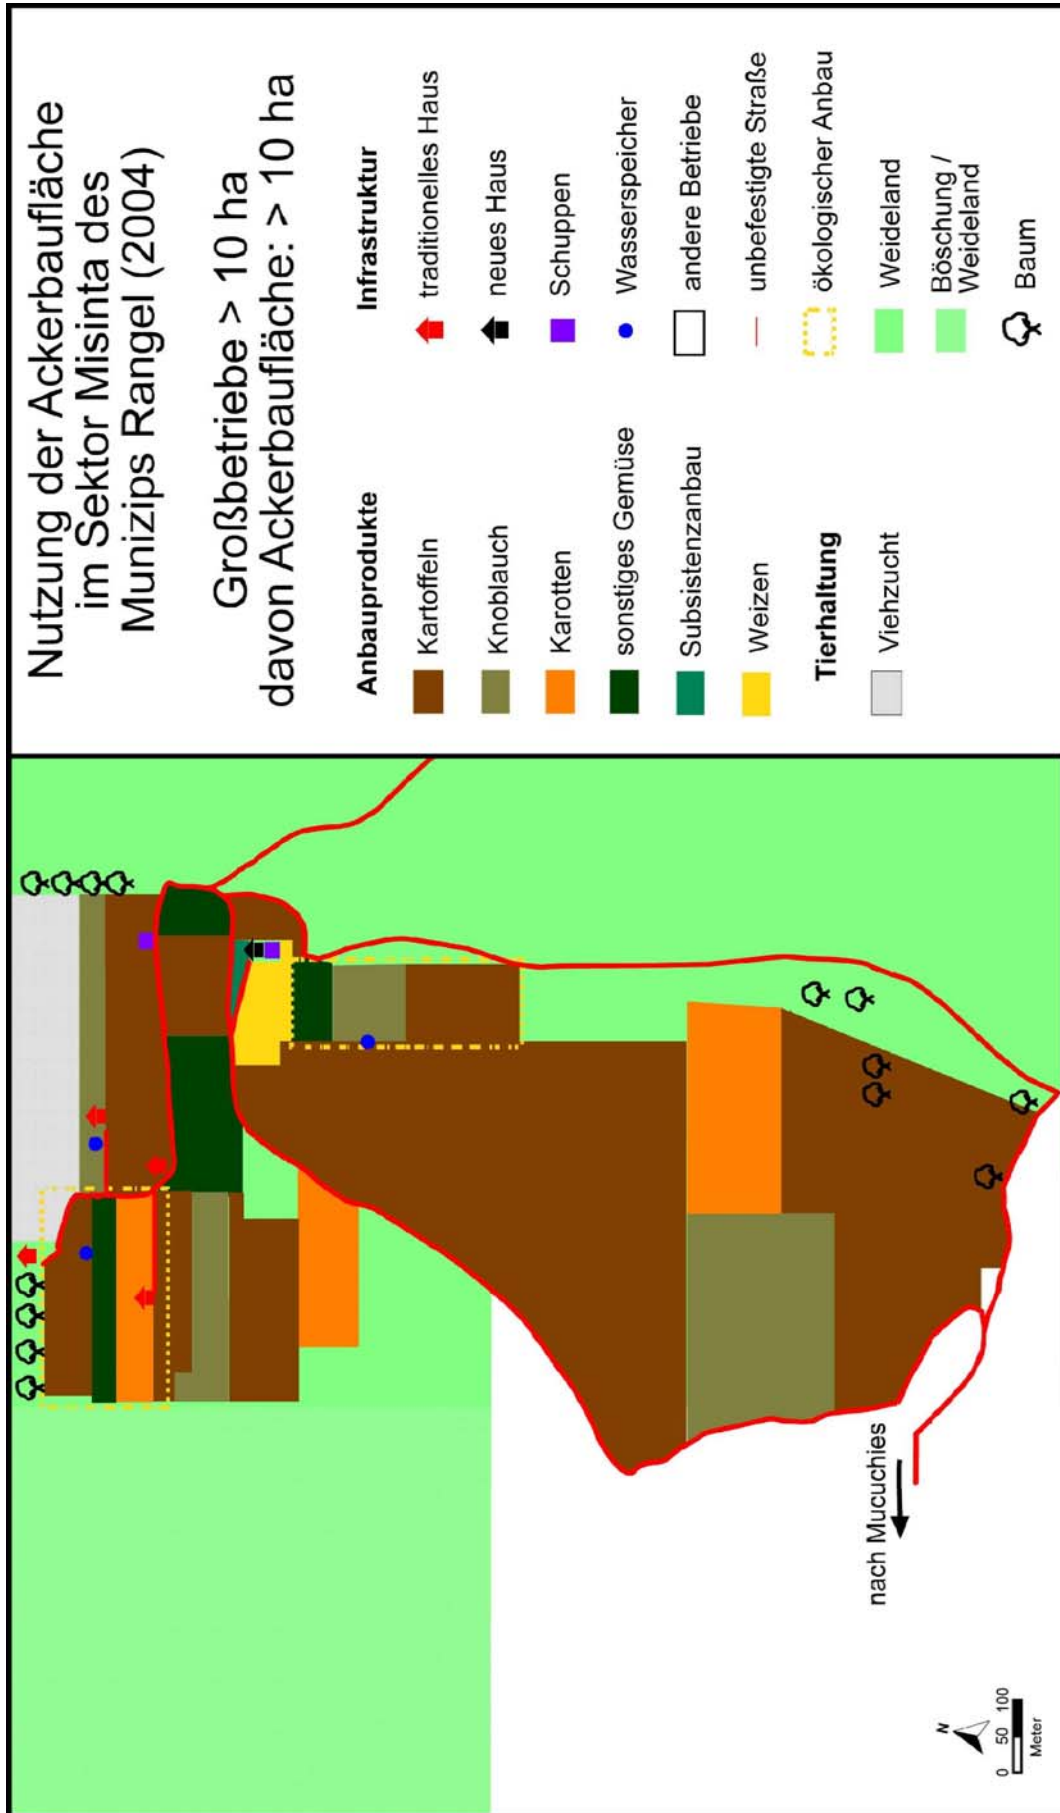 Nutzung der Ackerbaufläche
im Sektor Misinta des
Munizips Rangel (2004)
Großbetriebe > 10 ha
davon Ackerbaufläche: > 10 ha
Anbauprodukte
Kartoffeln
Knoblauch
Karotten
sonstiges Gemüse
Subsistenzanbau
Weizen
Tierhaltung
Viehzucht
Infrastruktur
traditionelles Haus
neues Haus
Schuppen
Wasserspeicher
andere Betriebe
unbefestigte Straße
ökologischer Anbau
Weideland
Böschung /
Weideland
Baum
nach Mucuchies
N
0 50 100
Meter